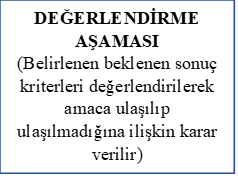 DEĞERLENDİRME
AŞAMASI
(Belirlenen beklenen sonuç
kriterleri değerlendirilerek
amaca ulaşılıp
ulaşılmadığına ilişkin karar
verilir)